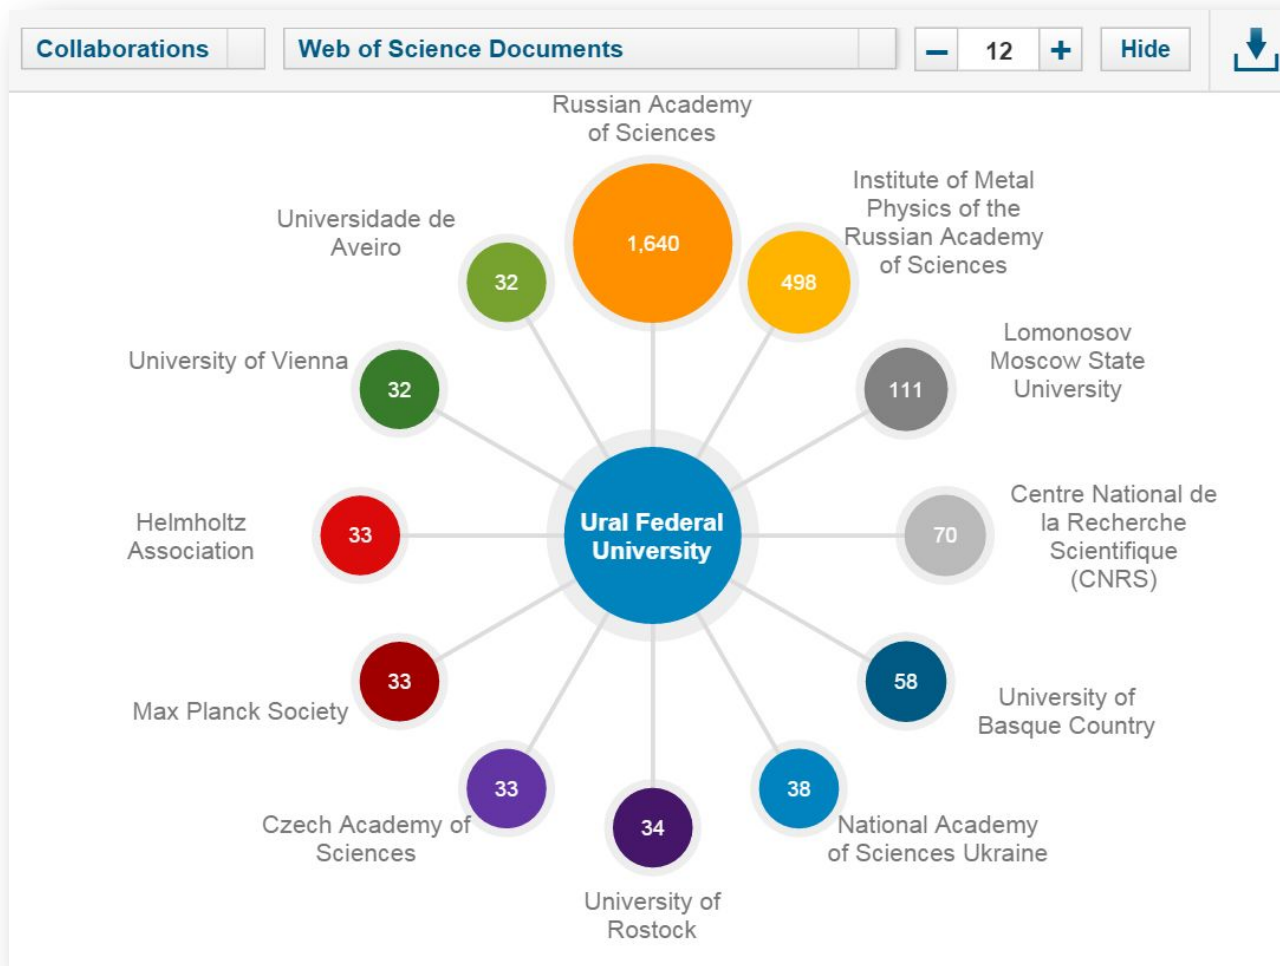 Collaborations
Web of Science Documents
12
Hide
Russian Academy
of Sciences
1,640
Institute of Metal
Physics of the
Russian Academy
of Sciences
498
Lomonosov
Moscow State
University
111
Centre National de
la Recherche
Scientifique
(CNRS)
70
University of
Basque Country
58
National Academy
of Sciences Ukraine
38
University of
Rostock
34
Czech Academy of
Sciences
33
Max Planck Society
33
Helmholtz
Association
33
University of Vienna
32
Universidade de
Aveiro
32
Ural Federal
University